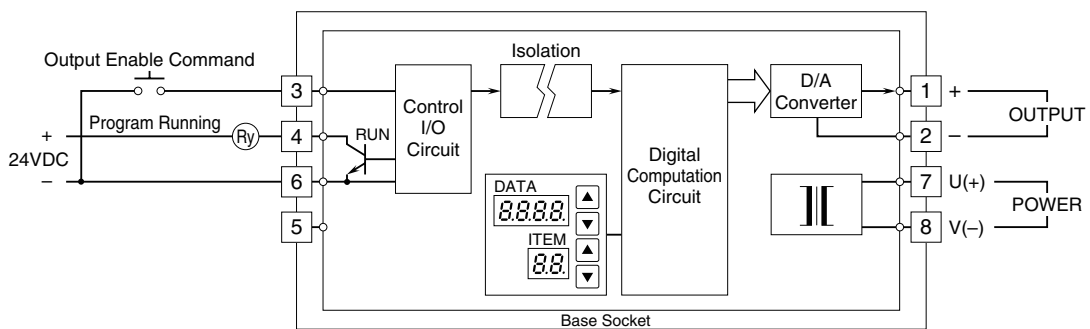 Output Enable Command
Isolation
D/A
Converter
3
1
+
Control
I/O
Circuit
+
Program Running
Ry
4
RUN
2
–
OUTPUT
24VDC
–
6
Digital
Computation
Circuit
7
U(+)
POWER
5
DATA
8.8.8.8.
ITEM
8.8.
8
V(–)
Base Socket